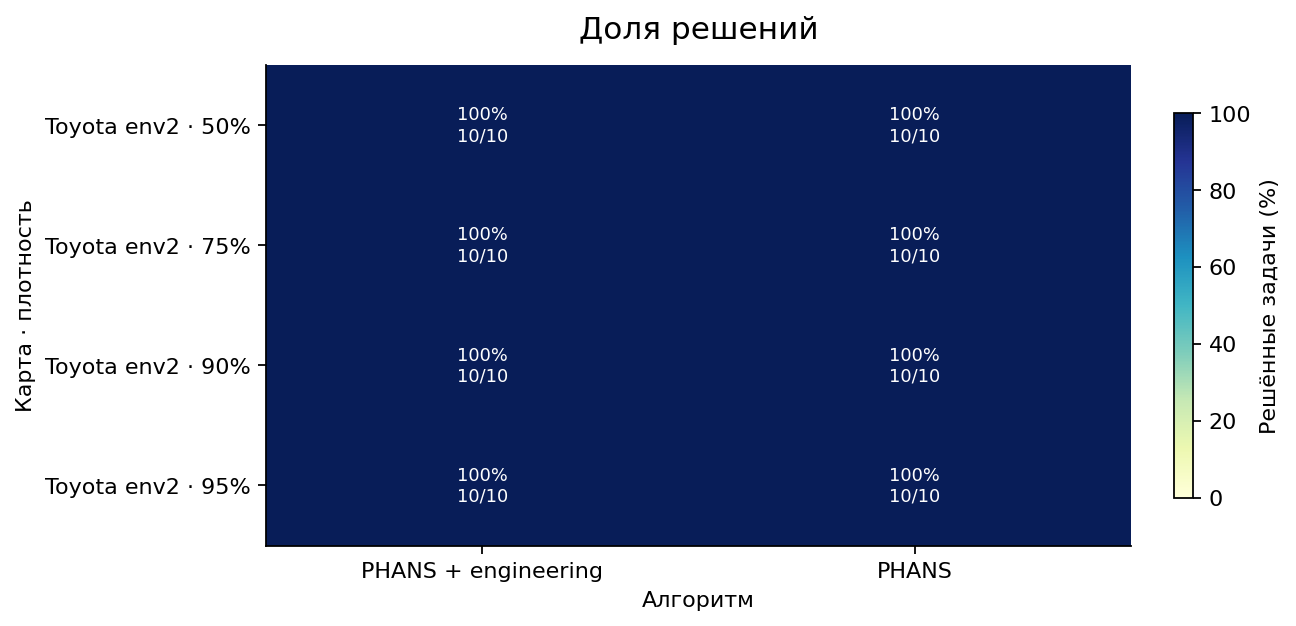 Доля решений
Карта · плотность
Toyota env2 · 50%
100%
10/10
100%
10/10
Toyota env2 · 75%
100%
10/10
100%
10/10
Toyota env2 · 90%
100%
10/10
100%
10/10
Toyota env2 · 95%
100%
10/10
100%
10/10
PHANS + engineering
PHANS
Алгоритм
100
80
60
40
20
0
Решённые задачи (%)